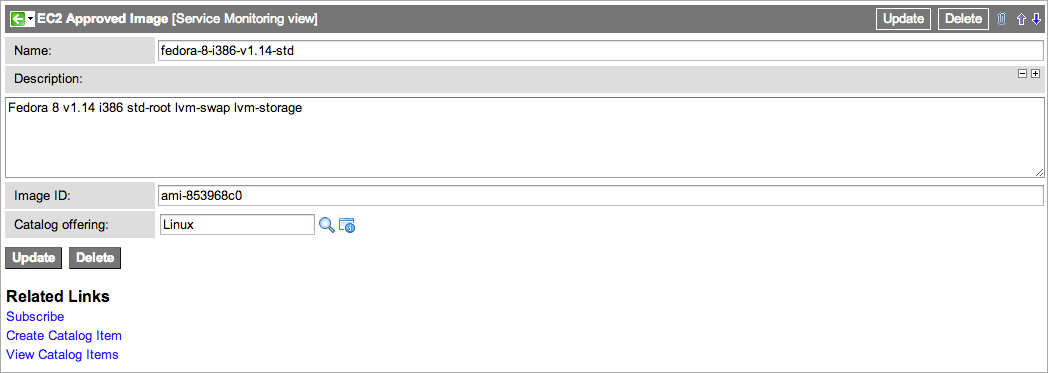 EC2 Approved Image [Service Monitoring view] Update Delete
Name: fedora-8-i386-v1.14-std
Description:
Fedora 8 v1.14 i386 std-root lvm-swap lvm-storage
Image ID: ami-853968c0
Catalog offering: Linux
Update Delete
Related Links
Subscribe
Create Catalog Item
View Catalog Items